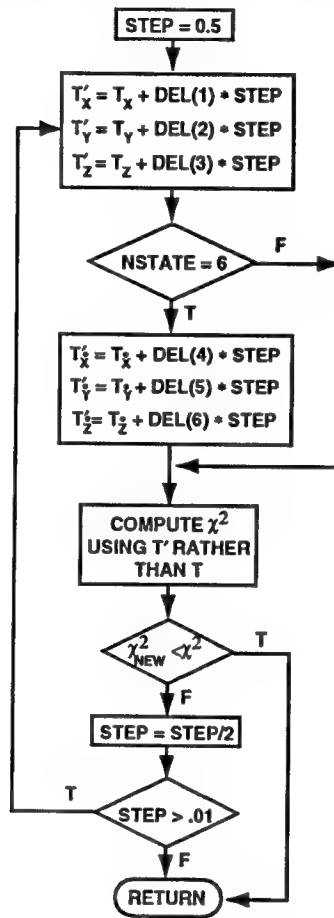 STEP = 0.5
T′X = TX + DEL(1) * STEP
T′Y = TY + DEL(2) * STEP
T′Z = TZ + DEL(3) * STEP
NSTATE = 6
F
T
T′Ẋ = TẊ + DEL(4) * STEP
T′Ẏ = TẎ + DEL(5) * STEP
T′Ż = TŻ + DEL(6) * STEP
COMPUTE χ²
USING T′ RATHER
THAN T
χ²NEW < χ²
T
F
STEP = STEP/2
T
STEP > .01
F
RETURN